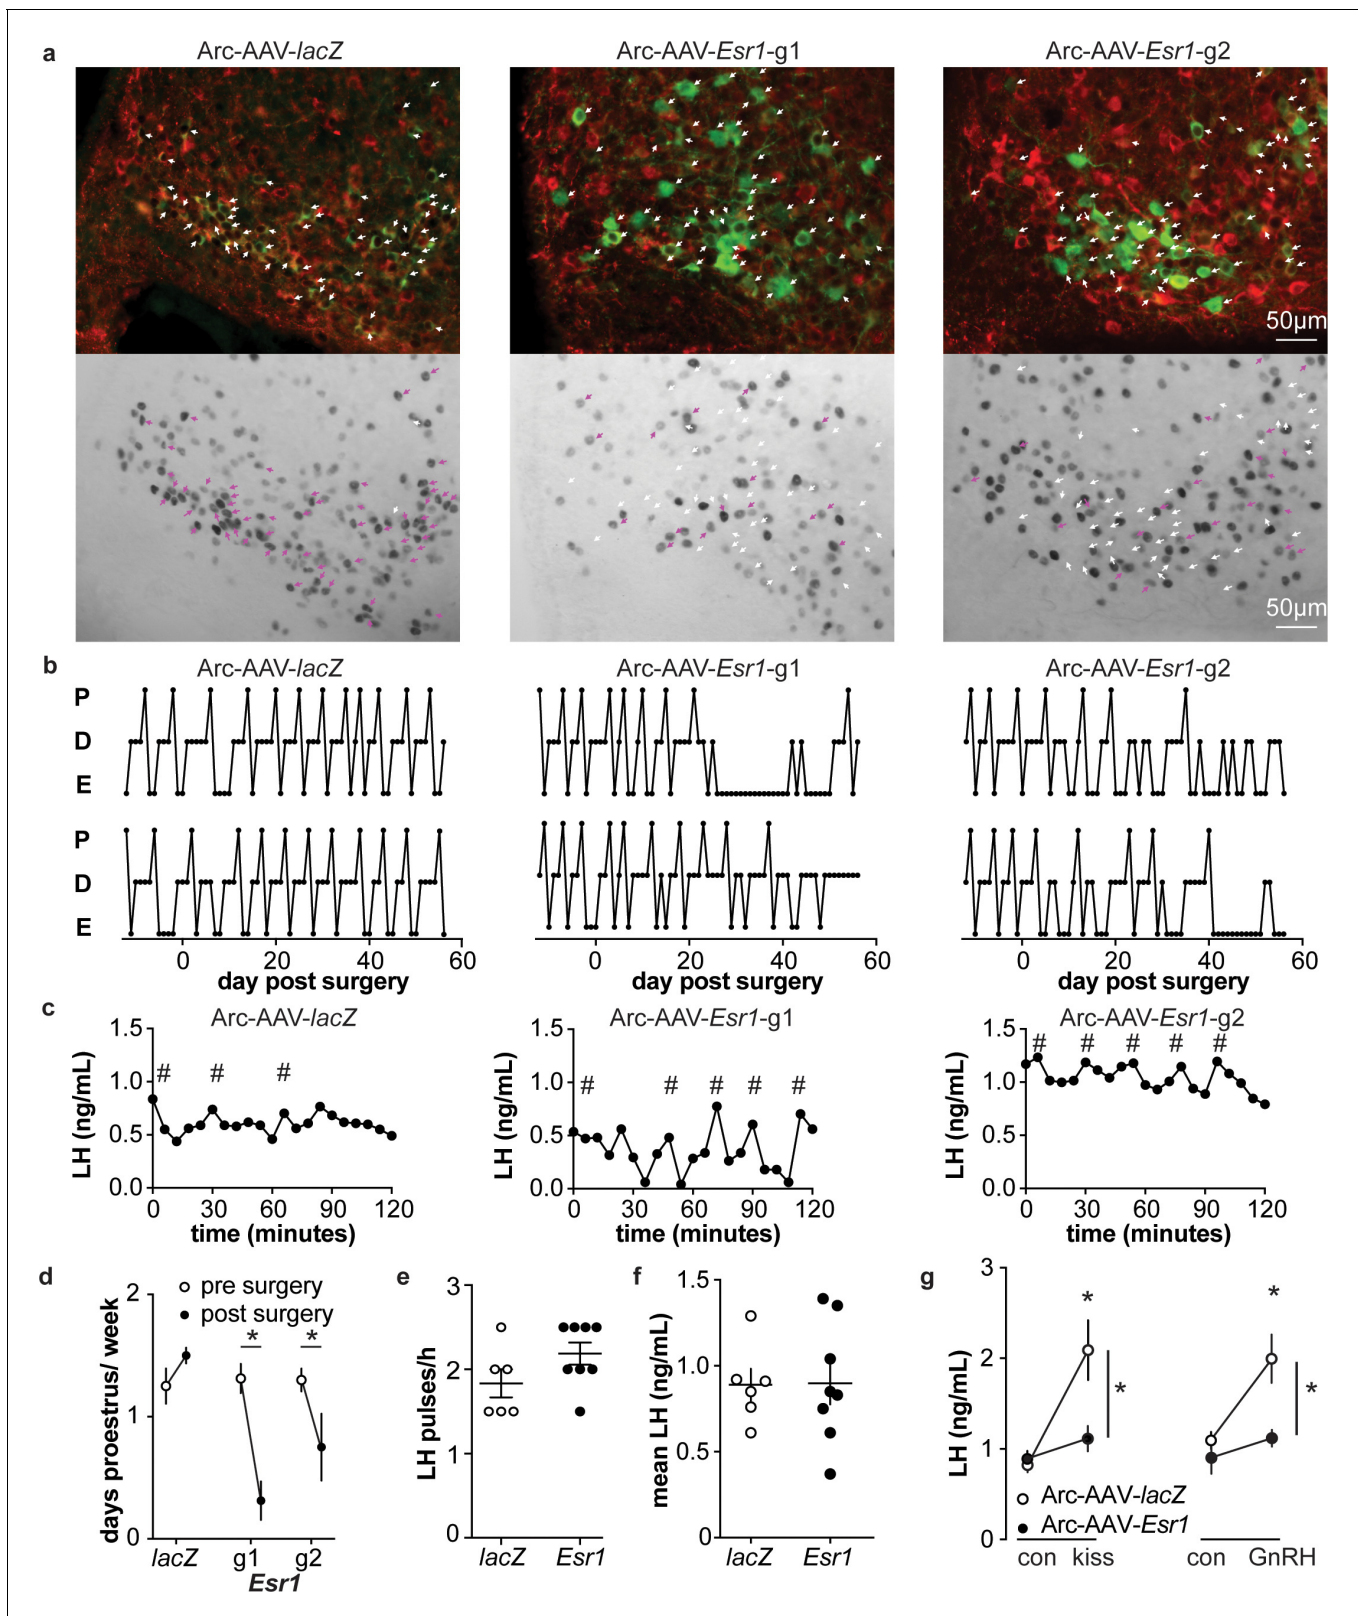 a
Arc-AAV-lacZ
Arc-AAV-Esr1-g1
Arc-AAV-Esr1-g2
50µm
50µm
b
Arc-AAV-lacZ
Arc-AAV-Esr1-g1
Arc-AAV-Esr1-g2
P
D
E
P
D
E
0 20 40 60
day post surgery
0 20 40 60
day post surgery
0 20 40 60
day post surgery
c
Arc-AAV-lacZ
1.5
1.0
0.5
0.0
LH (ng/mL)
# # #
0 30 60 90 120
time (minutes)
Arc-AAV-Esr1-g1
1.5
1.0
0.5
0.0
LH (ng/mL)
# # # # #
0 30 60 90 120
time (minutes)
Arc-AAV-Esr1-g2
1.5
1.0
0.5
0.0
LH (ng/mL)
# # # # #
0 30 60 90 120
time (minutes)
d
pre surgery
post surgery
2
1
0
days proestrus/ week
* *
lacZ g1 g2
Esr1
e
3
2
1
0
LH pulses/h
lacZ Esr1
f
1.5
1.0
0.5
0
mean LH (ng/mL)
lacZ Esr1
g
3
2
1
0
LH (ng/mL)
* *
* *
Arc-AAV-lacZ
Arc-AAV-Esr1
con kiss con GnRH